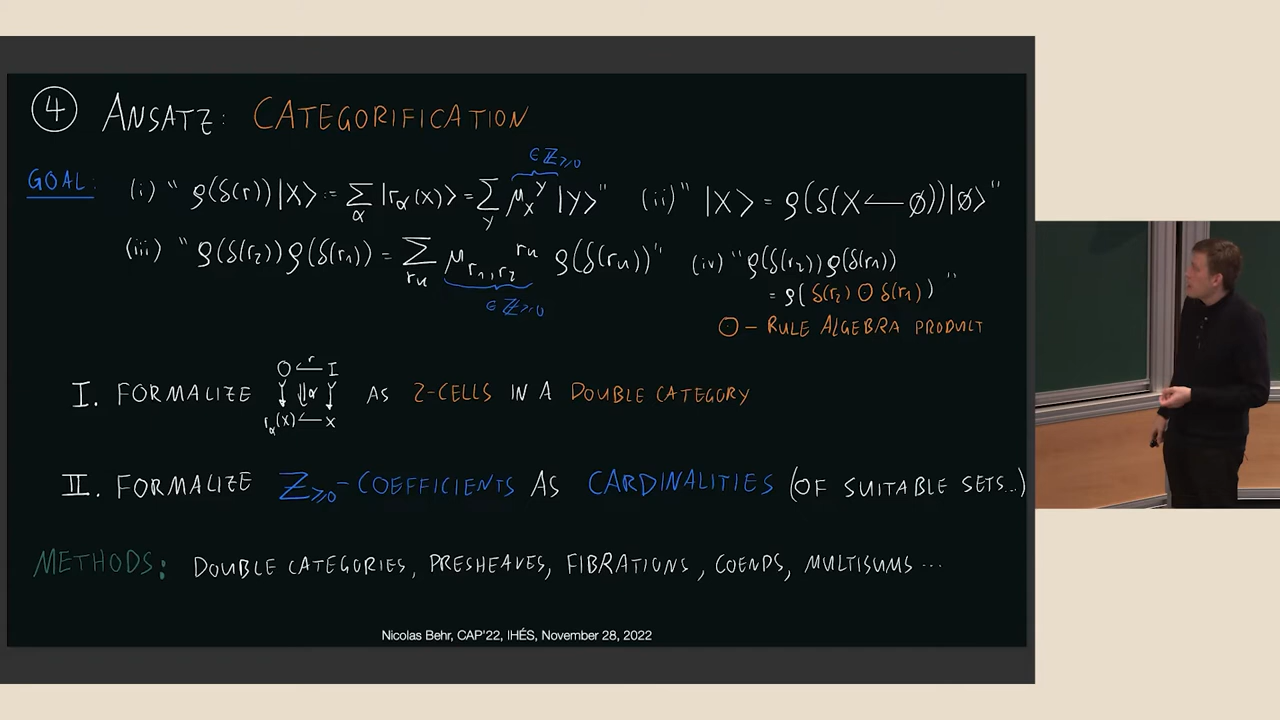 ④ ANSATZ: CATEGORIFICATION
GOAL: (i) “ ρ(δ(r))|X> := ∑_α |r_α(X)> = ∑_Y μ_X^Y |Y> ” (ii) “ |X> = ρ(δ(X ⟵ ∅))|∅> ”
∈ ℤ≥0
(iii) “ ρ(δ(r₂))ρ(δ(r₁)) = ∑_{r_u} μ_{r₁,r₂}^{r_u} ρ(δ(r_u)) ” (iv) “ ρ(δ(r₂))ρ(δ(r₁))
∈ ℤ≥0
= ρ( δ(r₂) ⊙ δ(r₁) ) ”
⊙ – RULE ALGEBRA PRODUCT
I. FORMALIZE O ⟵r I ⇓α r_α(X) ⟵ X AS 2-CELLS IN A DOUBLE CATEGORY
II. FORMALIZE ℤ≥0-COEFFICIENTS AS CARDINALITIES (OF SUITABLE SETS...)
METHODS: DOUBLE CATEGORIES, PRESHEAVES, FIBRATIONS, COENDS, MULTISUMS ...
Nicolas Behr, CAP'22, IHÉS, November 28, 2022